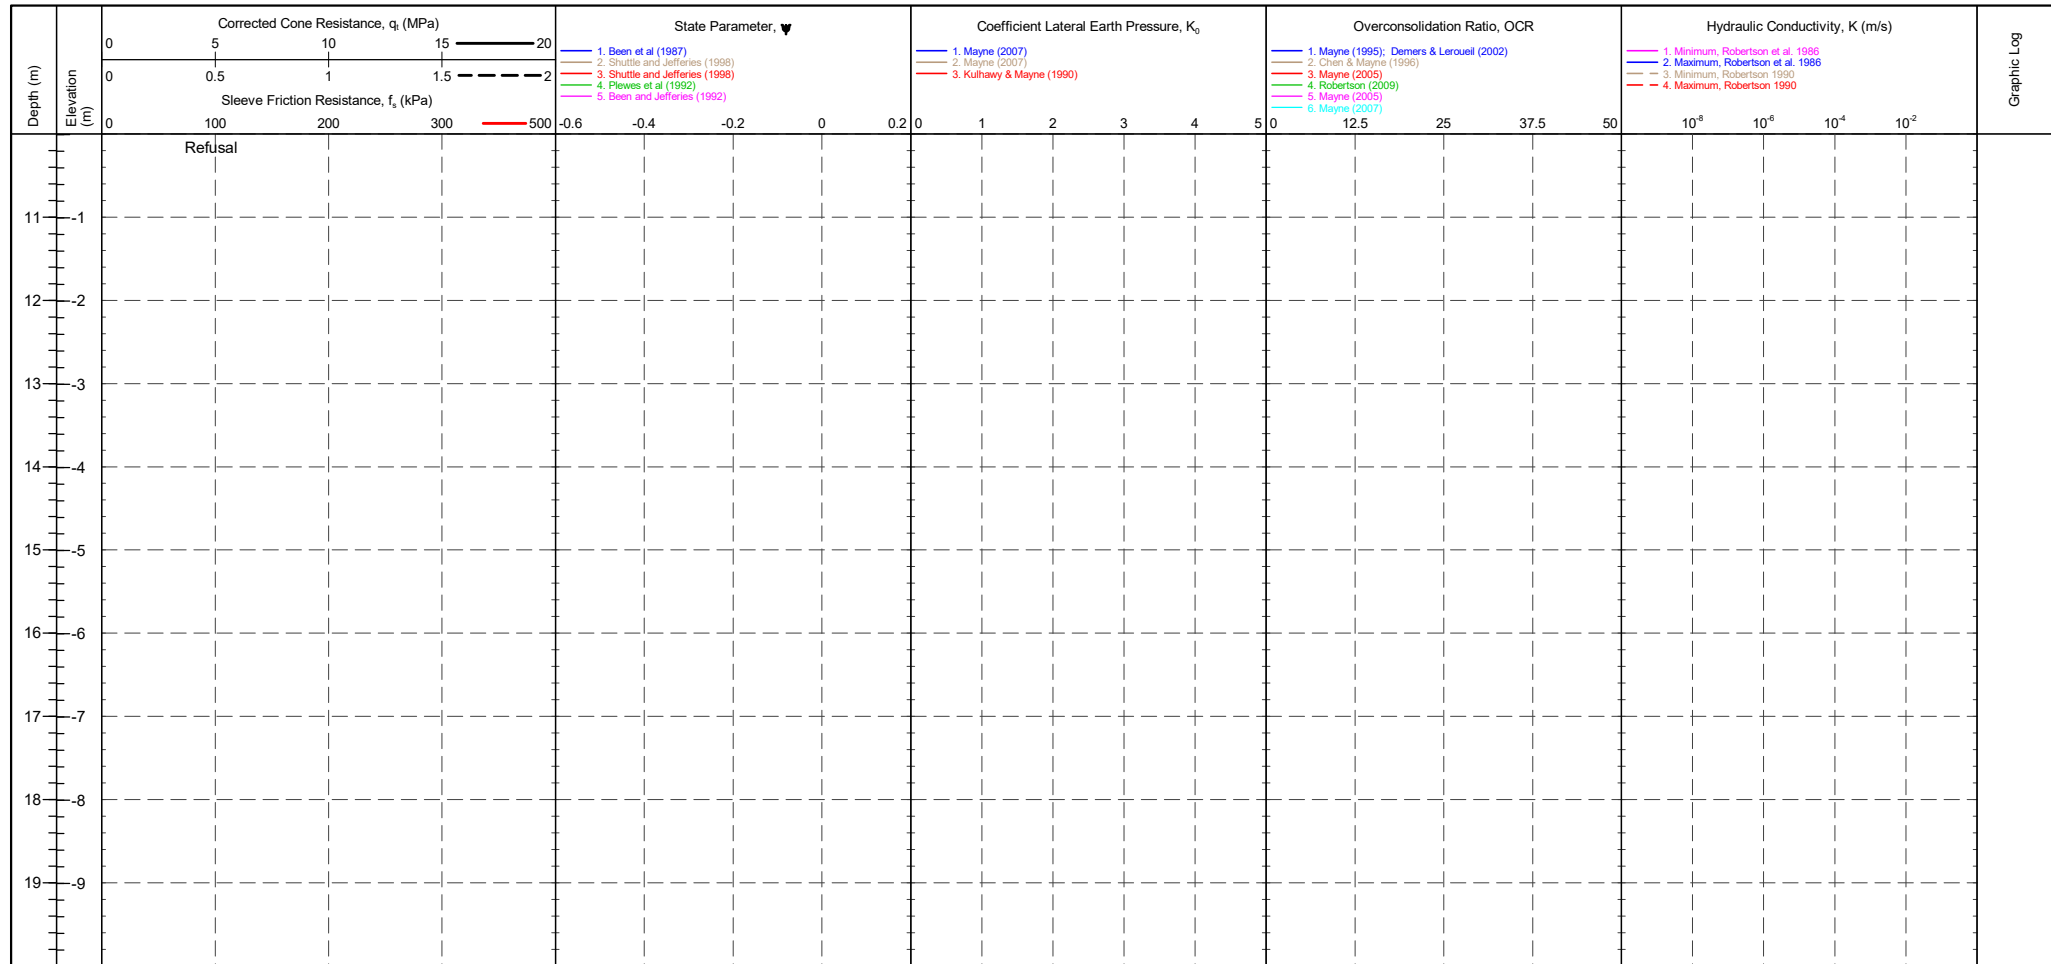 Depth (m)
Elevation (m)
Corrected Cone Resistance, qt (MPa)
0 5 10 15 20
0 0.5 1 1.5 2
Sleeve Friction Resistance, fs (kPa)
0 100 200 300 500
State Parameter, ψ
1. Been et al (1987)
2. Shuttle and Jefferies (1998)
3. Shuttle and Jefferies (1998)
4. Plewes et al (1992)
5. Been and Jefferies (1992)
-0.6 -0.4 -0.2 0 0.2
Coefficient Lateral Earth Pressure, K0
1. Mayne (2007)
2. Mayne (2007)
3. Kulhawy & Mayne (1990)
0 1 2 3 4 5
Overconsolidation Ratio, OCR
1. Mayne (1995); Demers & Leroueil (2002)
2. Chen & Mayne (1996)
3. Mayne (2005)
4. Robertson (2009)
5. Mayne (2005)
6. Mayne (2007)
0 12.5 25 37.5 50
Hydraulic Conductivity, K (m/s)
1. Minimum, Robertson et al. 1986
2. Maximum, Robertson et al. 1986
3. Minimum, Robertson 1990
4. Maximum, Robertson 1990
10-8 10-6 10-4 10-2
Graphic Log
Refusal
11 -1
12 -2
13 -3
14 -4
15 -5
16 -6
17 -7
18 -8
19 -9